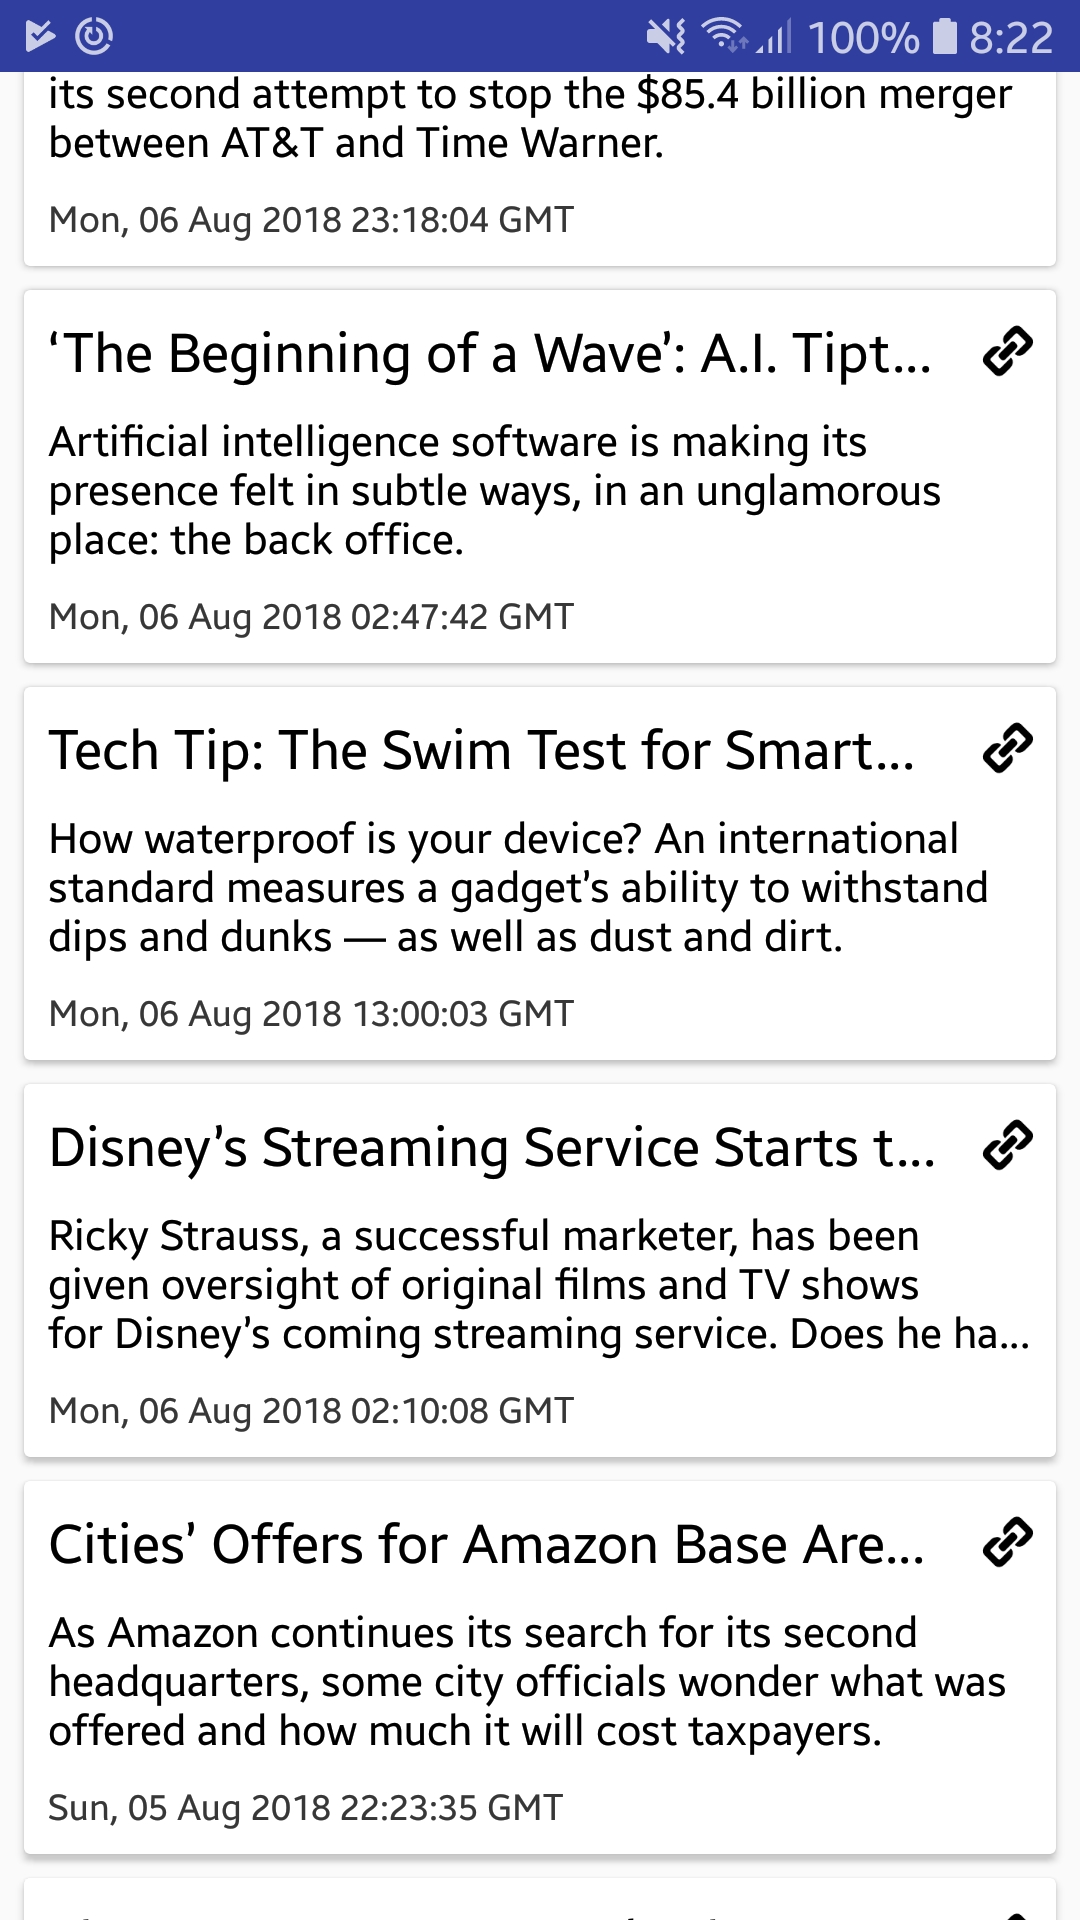 100% 8:22
its second attempt to stop the $85.4 billion merger
between AT&T and Time Warner.
Mon, 06 Aug 2018 23:18:04 GMT
‘The Beginning of a Wave’: A.I. Tipt...
Artificial intelligence software is making its
presence felt in subtle ways, in an unglamorous
place: the back office.
Mon, 06 Aug 2018 02:47:42 GMT
Tech Tip: The Swim Test for Smart...
How waterproof is your device? An international
standard measures a gadget’s ability to withstand
dips and dunks — as well as dust and dirt.
Mon, 06 Aug 2018 13:00:03 GMT
Disney’s Streaming Service Starts t...
Ricky Strauss, a successful marketer, has been
given oversight of original films and TV shows
for Disney’s coming streaming service. Does he ha...
Mon, 06 Aug 2018 02:10:08 GMT
Cities’ Offers for Amazon Base Are...
As Amazon continues its search for its second
headquarters, some city officials wonder what was
offered and how much it will cost taxpayers.
Sun, 05 Aug 2018 22:23:35 GMT